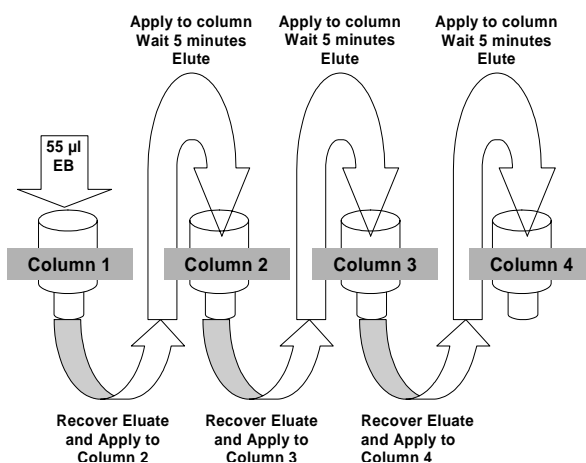 Apply to column
Wait 5 minutes
Elute
Apply to column
Wait 5 minutes
Elute
Apply to column
Wait 5 minutes
Elute
55 µl
EB
Column 1
Column 2
Column 3
Column 4
Recover Eluate
and Apply to
Column 2
Recover Eluate
and Apply to
Column 3
Recover Eluate
and Apply to
Column 4